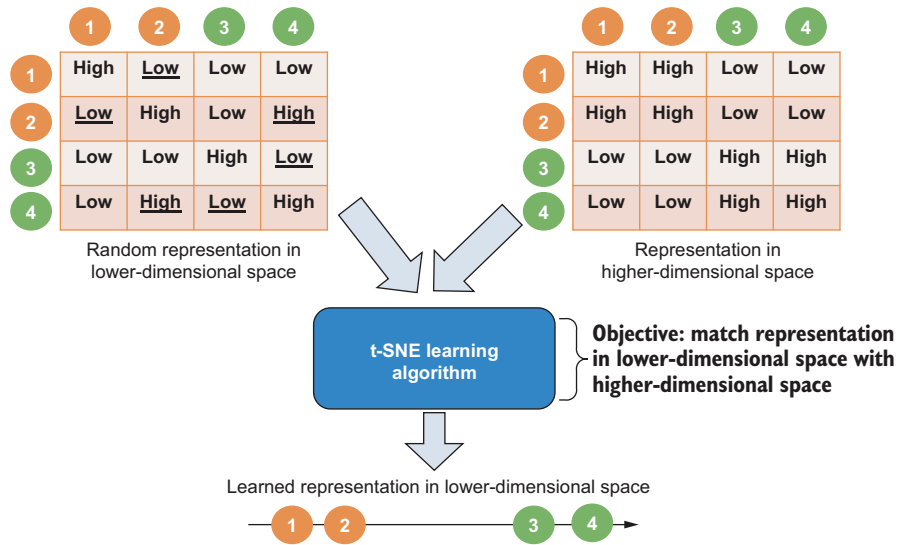 1 2 3 4
1 High Low Low Low
2 Low High Low High
3 Low Low High Low
4 Low High Low High
Random representation in
lower-dimensional space
1 2 3 4
1 High High Low Low
2 High High Low Low
3 Low Low High High
4 Low Low High High
Representation in
higher-dimensional space
t-SNE learning
algorithm
Objective: match representation
in lower-dimensional space with
higher-dimensional space
Learned representation in lower-dimensional space
1 2 3 4